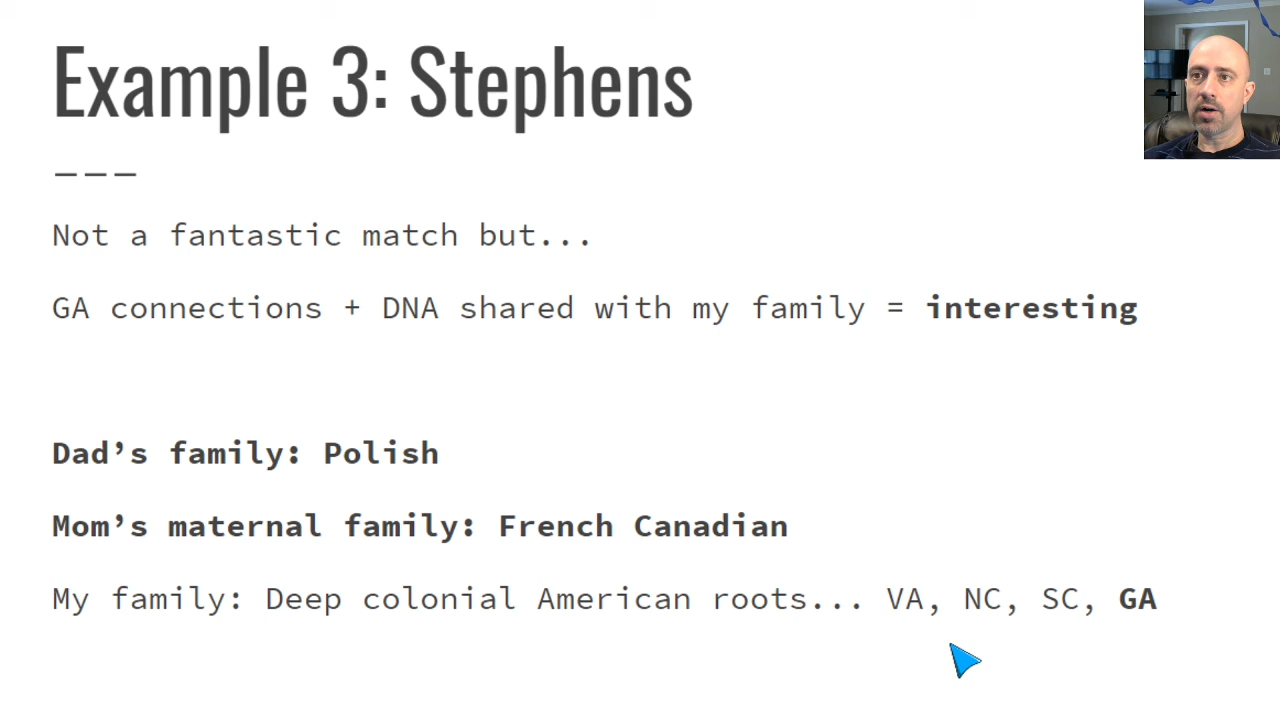 Example 3: Stephens
———
Not a fantastic match but...
GA connections + DNA shared with my family = interesting
Dad’s family: Polish
Mom’s maternal family: French Canadian
My family: Deep colonial American roots... VA, NC, SC, GA